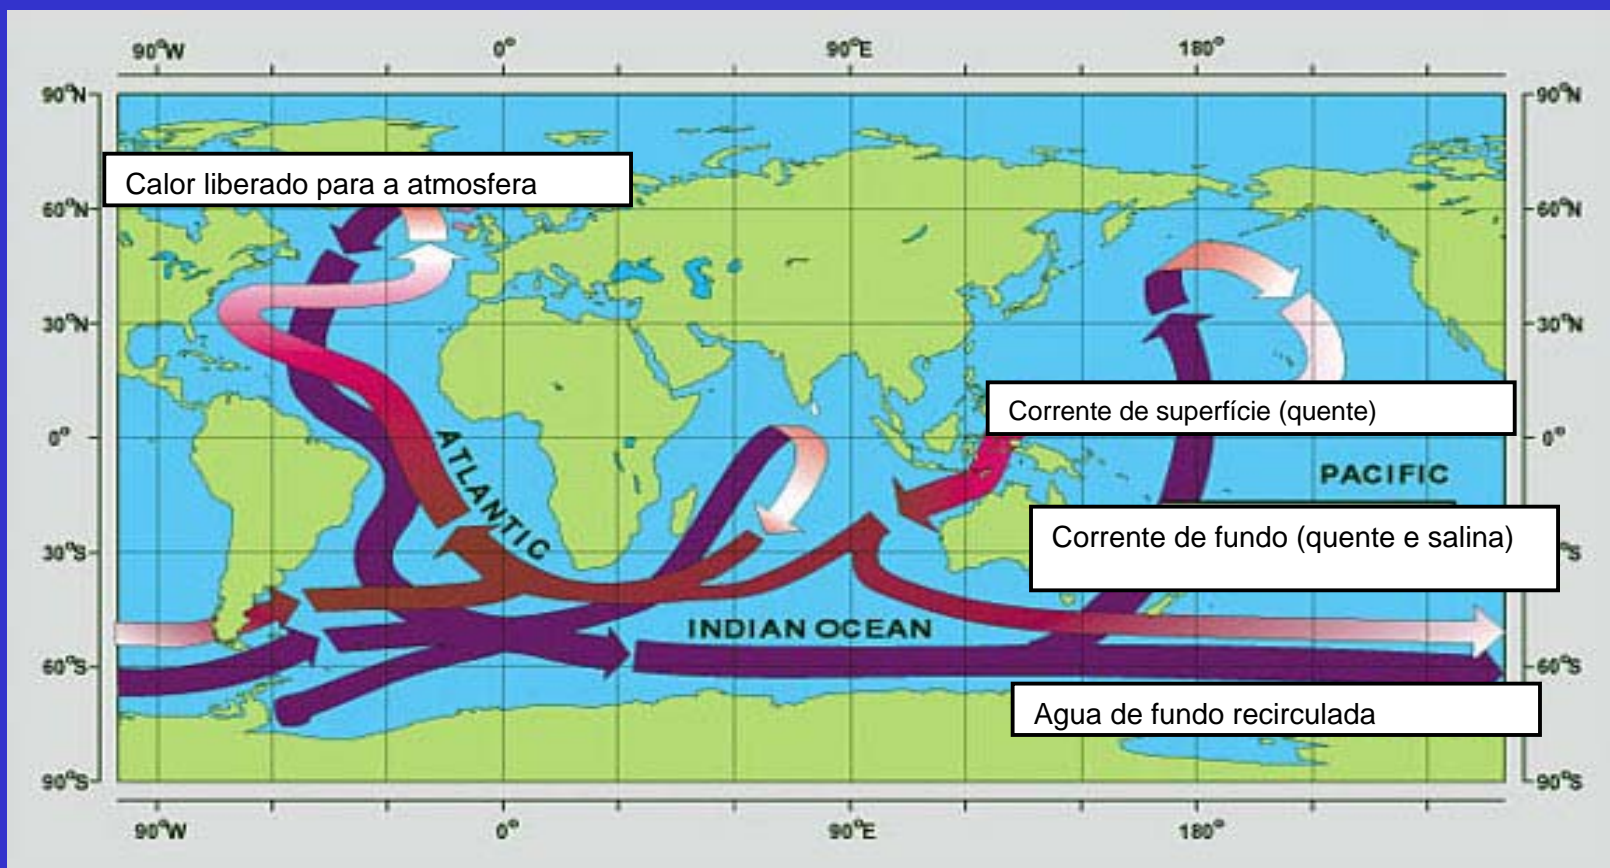 90°W 0° 90°E 180°
90°N 90°N
Calor liberado para a atmosfera
60°N 60°N
30°N 30°N
Corrente de superfície (quente)
0° 0°
ATLANTIC
PACIFIC
Corrente de fundo (quente e salina)
30°S °S
INDIAN OCEAN
60°S 60°S
Agua de fundo recirculada
90°S 90°S
90°W 0° 90°E 180°